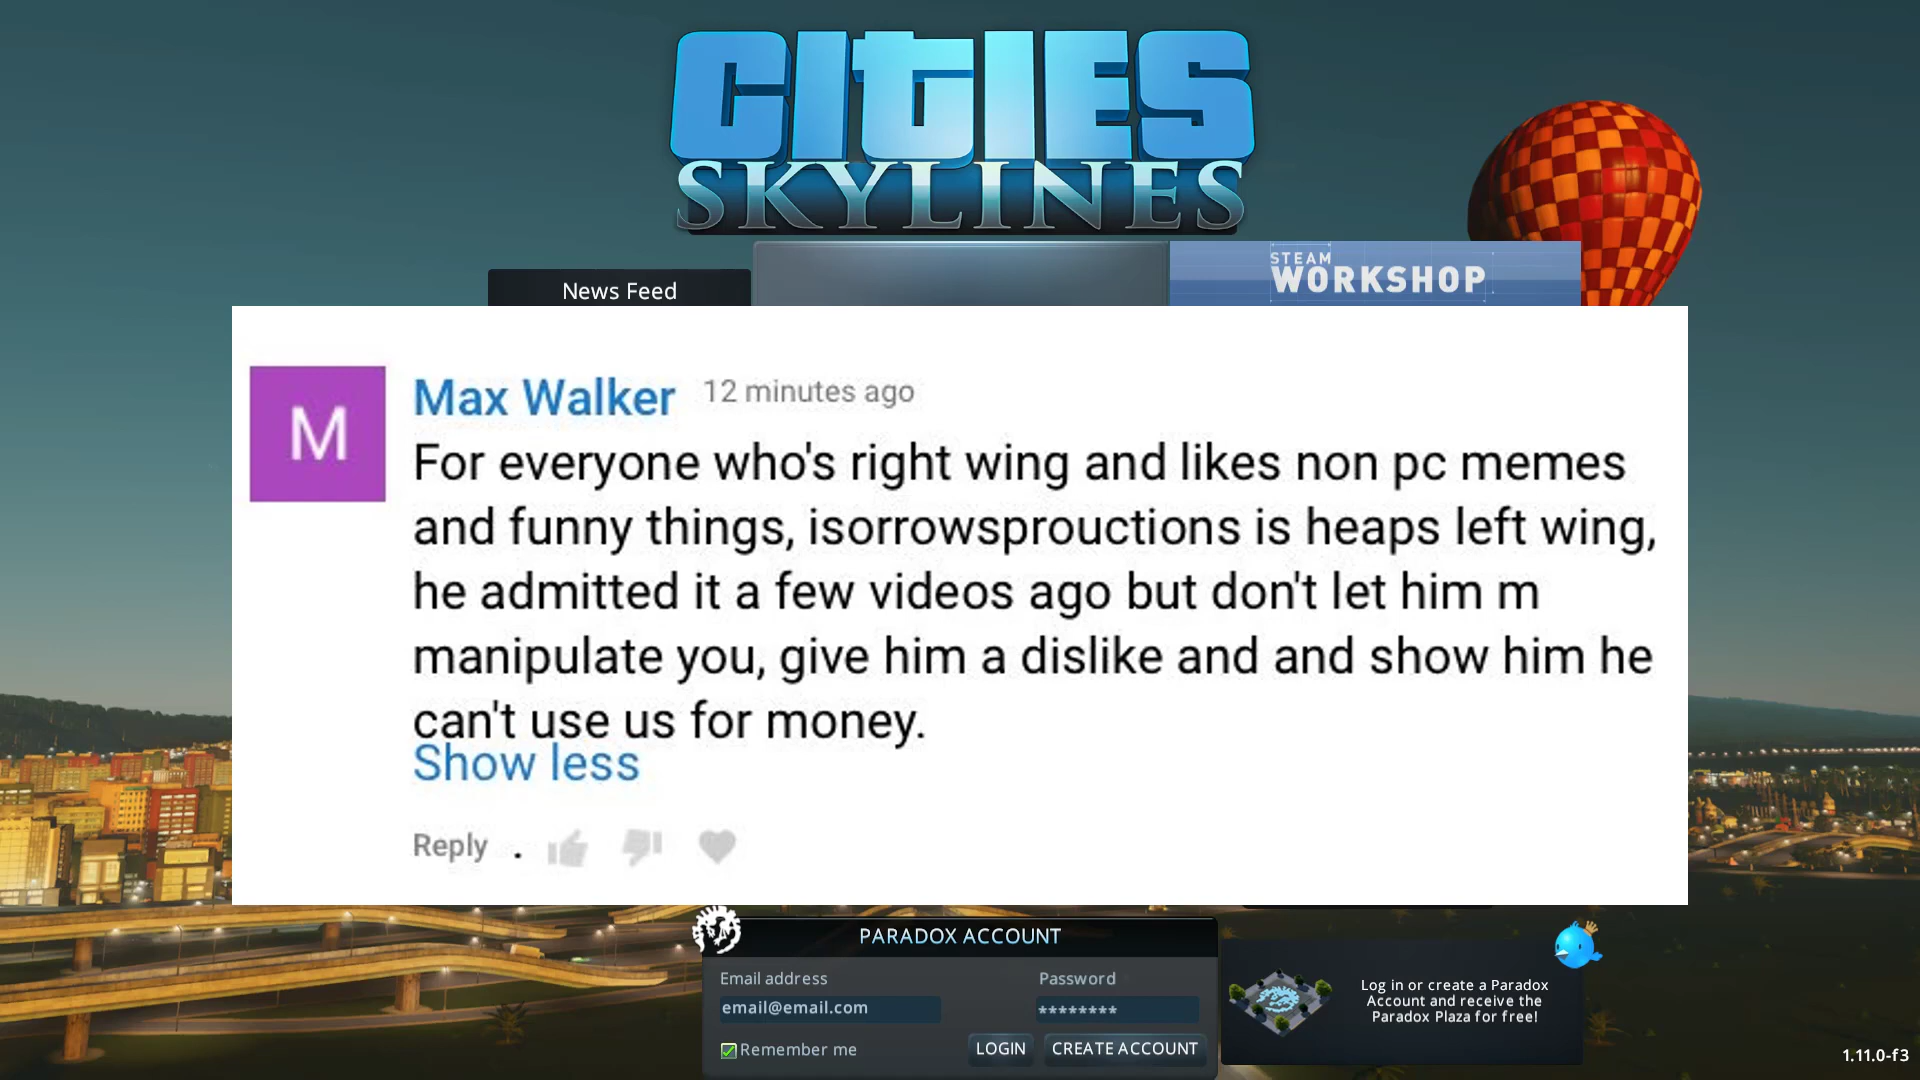 CITIES
SKYLINES
News Feed
STEAM
WORKSHOP
M
Max Walker 12 minutes ago
For everyone who's right wing and likes non pc memes
and funny things, isorrowsprouctions is heaps left wing,
he admitted it a few videos ago but don't let him m
manipulate you, give him a dislike and and show him he
can't use us for money.
Show less
Reply .
PARADOX ACCOUNT
Email address Password
email@email.com ********
Remember me LOGIN CREATE ACCOUNT
Log in or create a Paradox
Account and receive the
Paradox Plaza for free!
1.11.0-f3